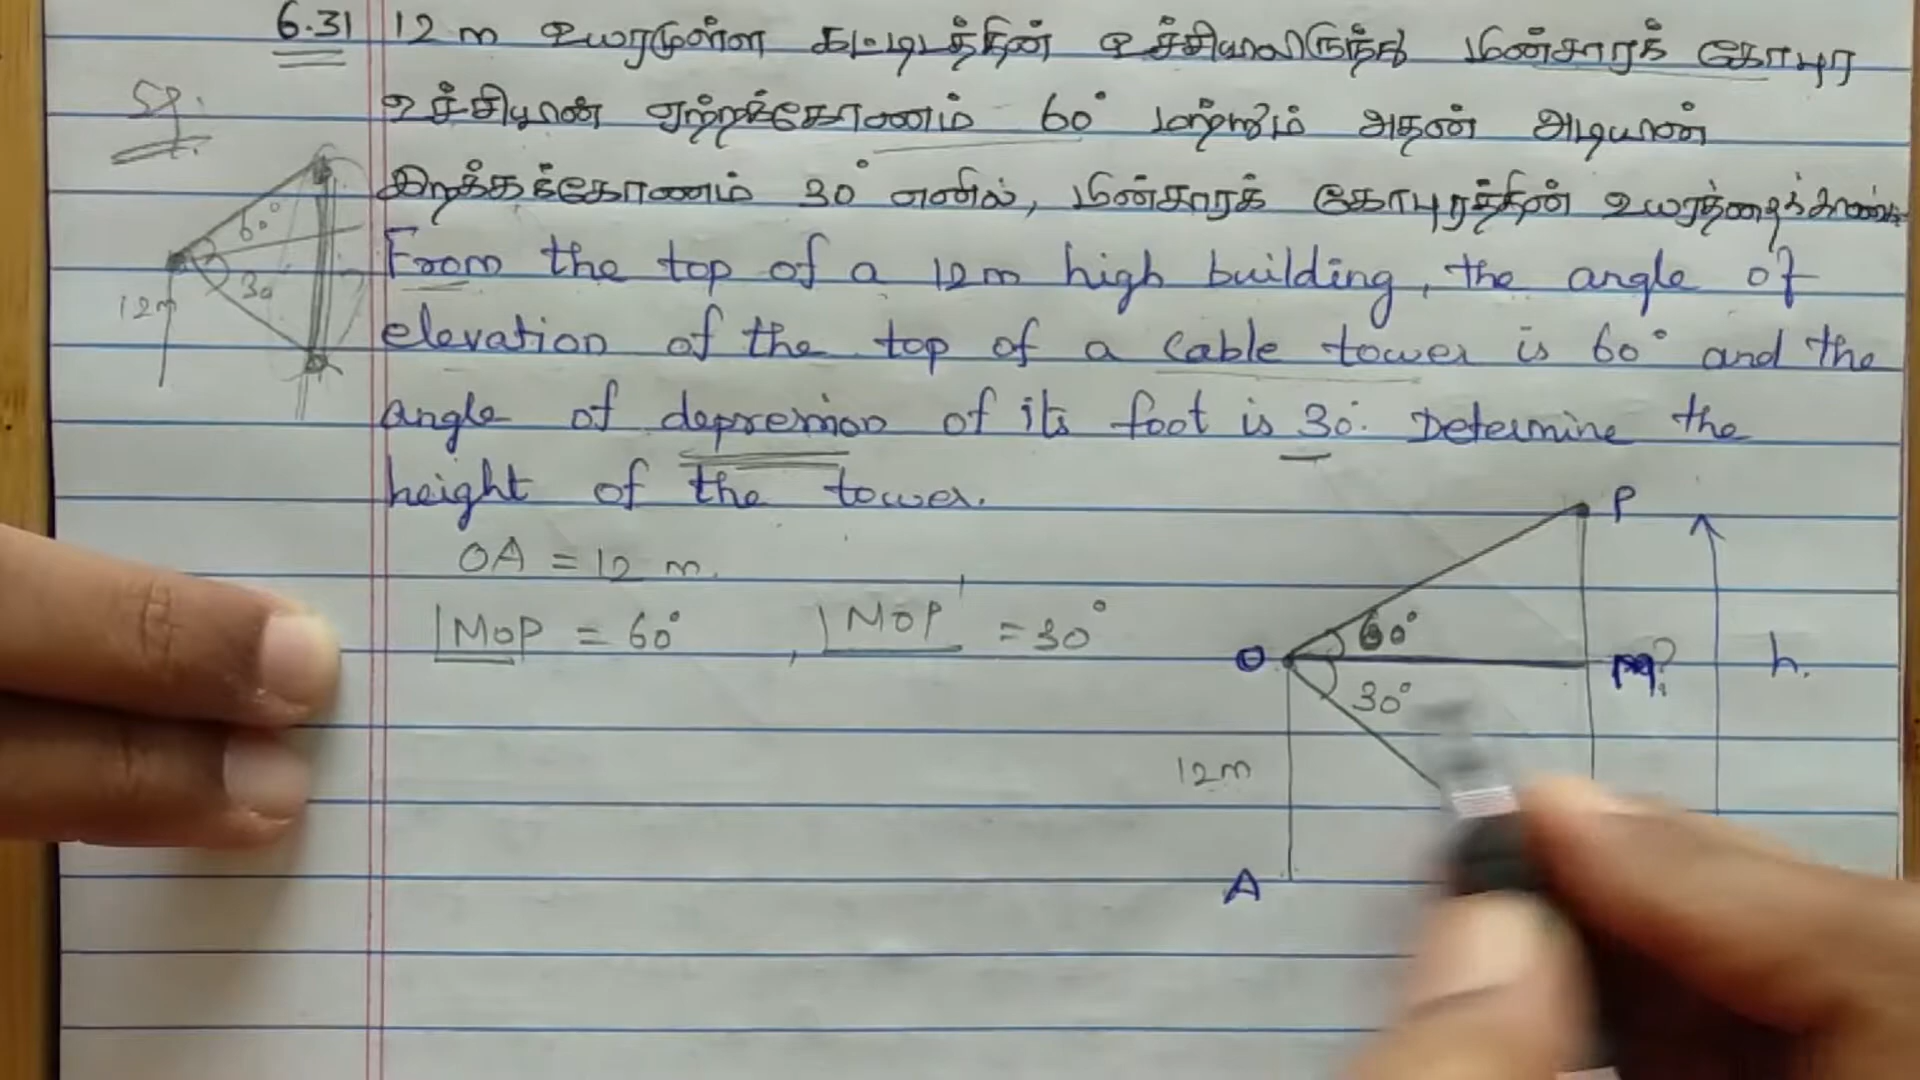 6.31 12 m உயரமுள்ள கட்டிடத்தின் உச்சியிலிருந்து மின்சாரக் கோபுர
உச்சியின் ஏற்றக்கோணம் 60° மற்றும் அதன் அடியின்
இறக்கக்கோணம் 30° எனில், மின்சாரக் கோபுரத்தின் உயரத்தைக் காண்க
From the top of a 12m high building, the angle of
elevation of the top of a cable tower is 60° and the
angle of depression of its foot is 30°. Determine the
height of the tower.
60°
30
12m
OA = 12 m.
∠MOP = 60°, ∠MOP = 30°
P
60°
O
h.
30°
12m
A